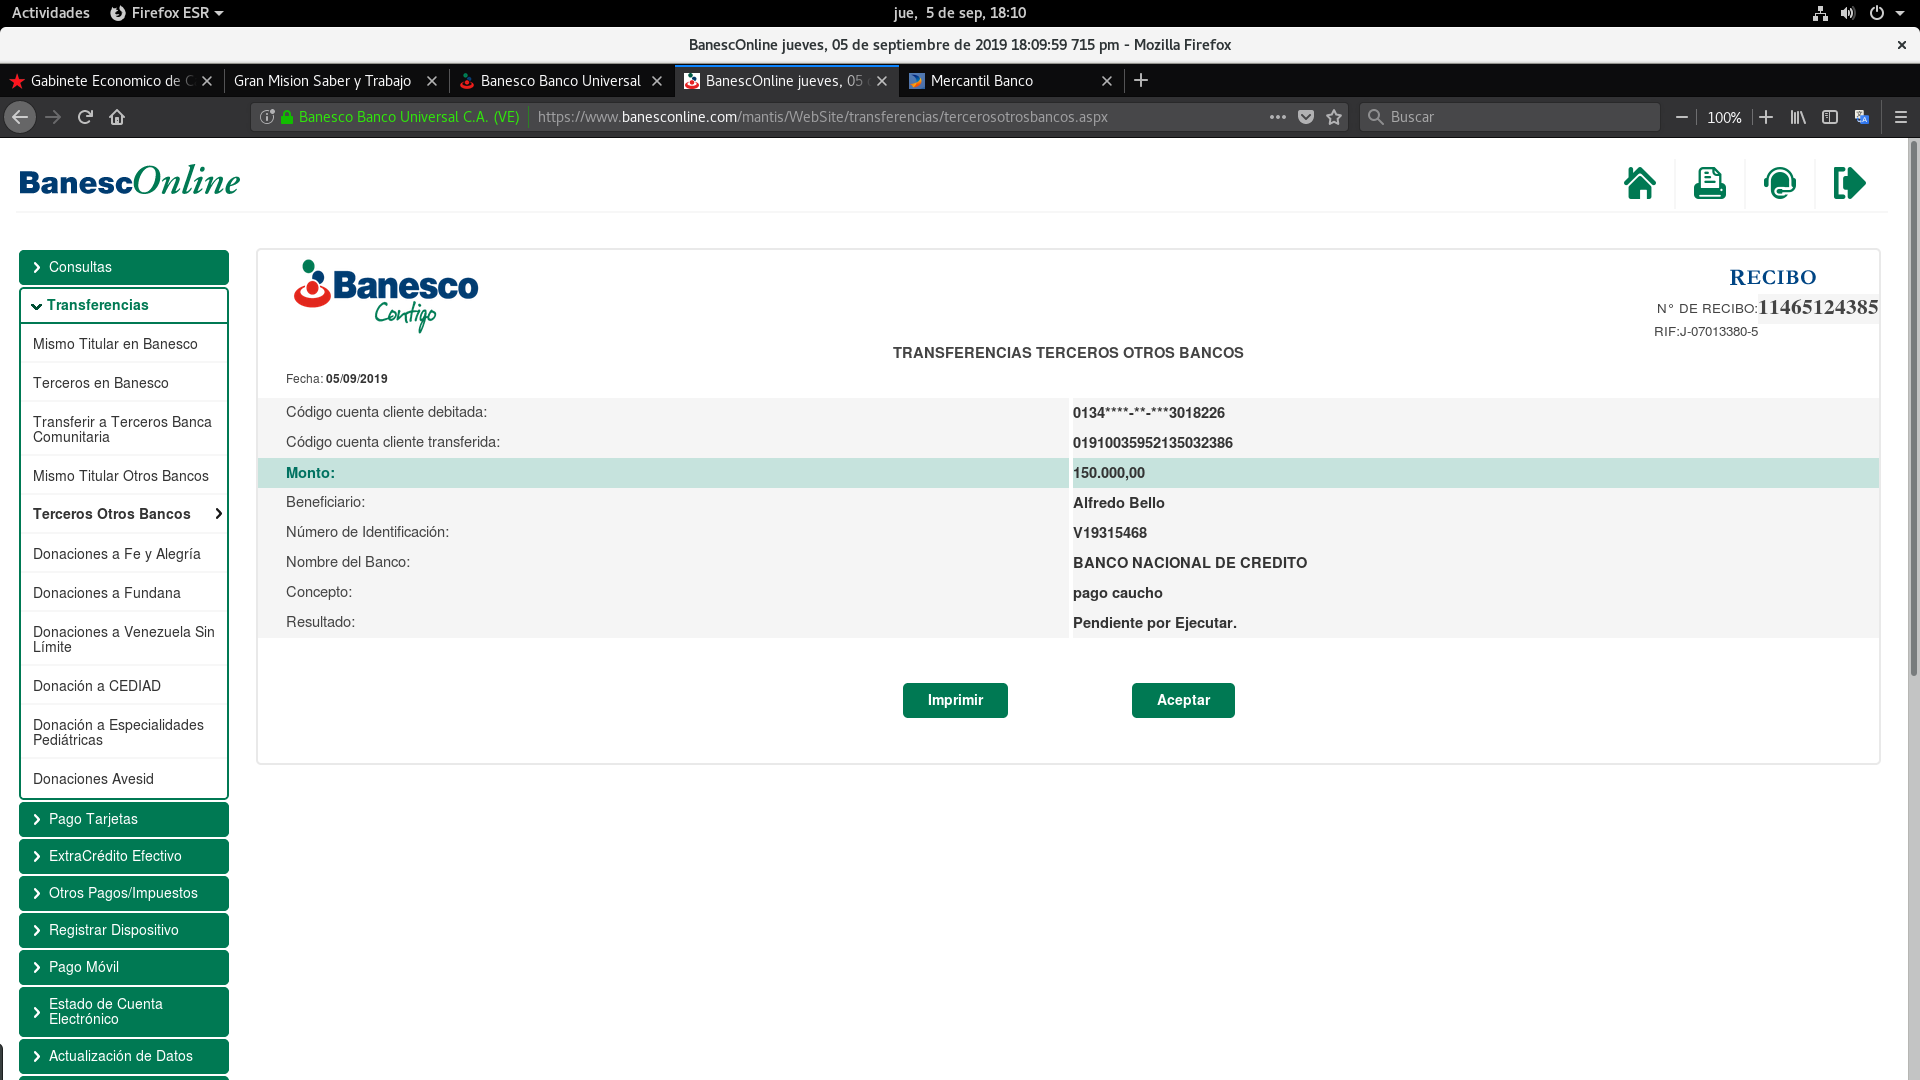 Actividades
Firefox ESR
jue, 5 de sep, 18:10
BanescOnline jueves, 05 de septiembre de 2019 18:09:59 715 pm - Mozilla Firefox
Gabinete Economico de C
Gran Mision Saber y Trabajo
Banesco Banco Universal
BanescOnline jueves, 05
Mercantil Banco
Banesco Banco Universal C.A. (VE)
https://www.banesconline.com/mantis/WebSite/transferencias/tercerosotrosbancos.aspx
Buscar
100%
BanescOnline
Consultas
Transferencias
Mismo Titular en Banesco
Terceros en Banesco
Transferir a Terceros Banca
Comunitaria
Mismo Titular Otros Bancos
Terceros Otros Bancos
Donaciones a Fe y Alegría
Donaciones a Fundana
Donaciones a Venezuela Sin
Límite
Donación a CEDIAD
Donación a Especialidades
Pediátricas
Donaciones Avesid
Pago Tarjetas
ExtraCrédito Efectivo
Otros Pagos/Impuestos
Registrar Dispositivo
Pago Móvil
Estado de Cuenta
Electrónico
Actualización de Datos
Banesco
Contigo
RECIBO
N° DE RECIBO:11465124385
RIF:J-07013380-5
TRANSFERENCIAS TERCEROS OTROS BANCOS
Fecha: 05/09/2019
Código cuenta cliente debitada: 0134****-**-***3018226
Código cuenta cliente transferida: 01910035952135032386
Monto: 150.000,00
Beneficiario: Alfredo Bello
Número de Identificación: V19315468
Nombre del Banco: BANCO NACIONAL DE CREDITO
Concepto: pago caucho
Resultado: Pendiente por Ejecutar.
Imprimir
Aceptar